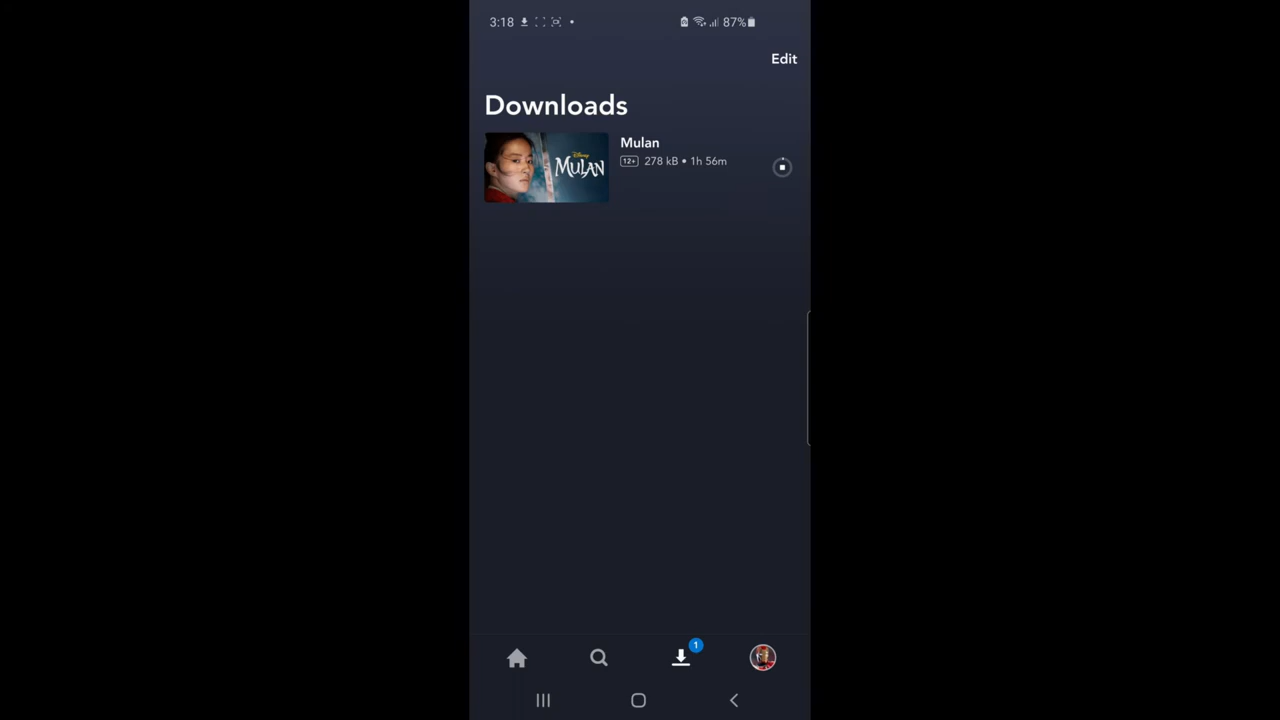 3:18 87%
Edit
Downloads
Disney
MULAN
Mulan
12+ 278 kB • 1h 56m
1